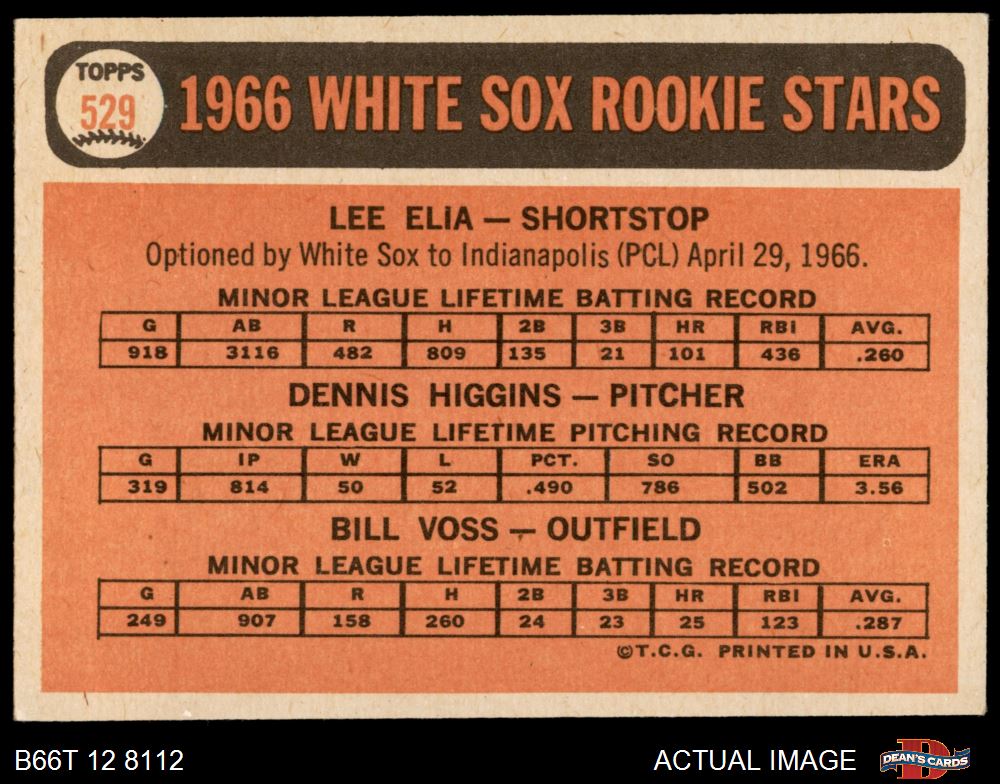 TOPPS
529
1966 WHITE SOX ROOKIE STARS
LEE ELIA — SHORTSTOP
Optioned by White Sox to Indianapolis (PCL) April 29, 1966.
MINOR LEAGUE LIFETIME BATTING RECORD
G AB R H 2B 3B HR RBI AVG.
918 3116 482 809 135 21 101 436 .260
DENNIS HIGGINS — PITCHER
MINOR LEAGUE LIFETIME PITCHING RECORD
G IP W L PCT. SO BB ERA
319 814 50 52 .490 786 502 3.56
BILL VOSS — OUTFIELD
MINOR LEAGUE LIFETIME BATTING RECORD
G AB R H 2B 3B HR RBI AVG.
249 907 158 260 24 23 25 123 .287
©T.C.G. PRINTED IN U.S.A.
B66T 12 8112 ACTUAL IMAGE
D
DEAN'S CARDS